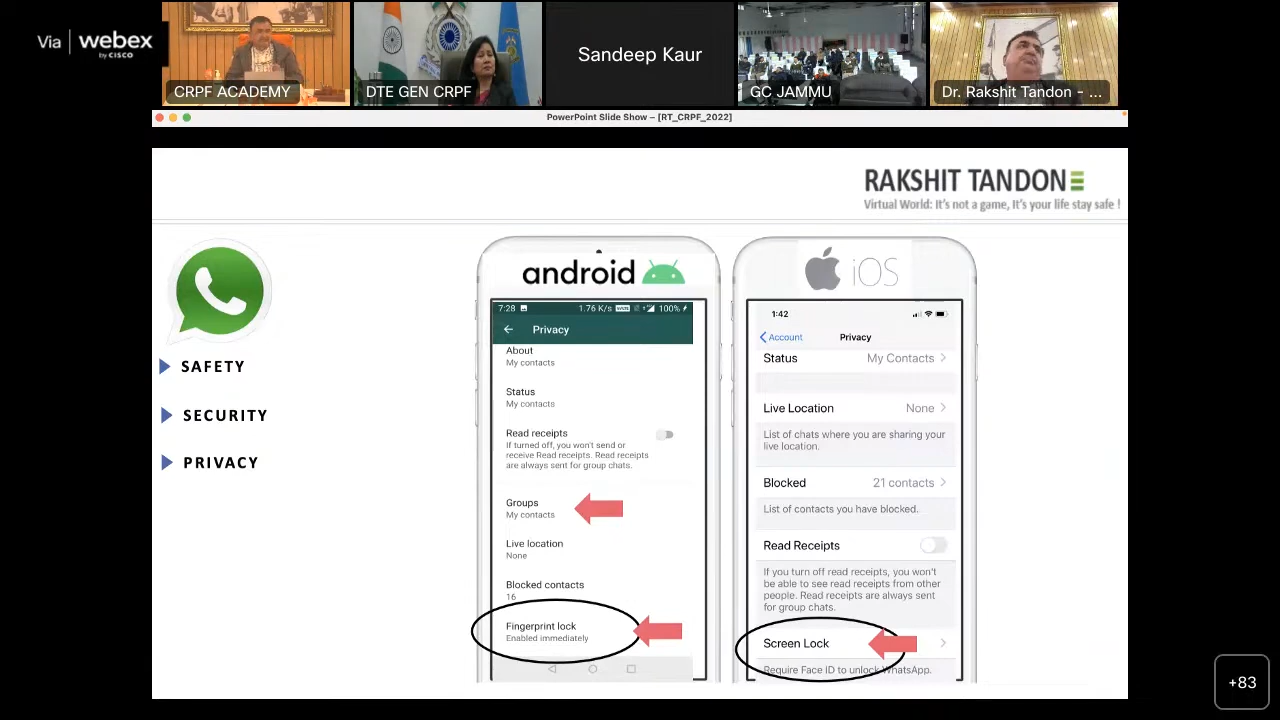 Via | webex
by CISCO
CRPF ACADEMY
DTE GEN CRPF
Sandeep Kaur
GC JAMMU
Dr. Rakshit Tandon - ...
PowerPoint Slide Show – [RT_CRPF_2022]
RAKSHIT TANDON
Virtual World: It's not a game, It's your life stay safe !
SAFETY
SECURITY
PRIVACY
android
7:28 1.76 K/s 100%
Privacy
About
My contacts
Status
My contacts
Read receipts
If turned off, you won't send or
receive Read receipts. Read receipts
are always sent for group chats.
Groups
My contacts
Live location
None
Blocked contacts
16
Fingerprint lock
Enabled immediately
iOS
1:42
Account Privacy
Status My Contacts
Live Location None
List of chats where you are sharing your
live location.
Blocked 21 contacts
List of contacts you have blocked.
Read Receipts
If you turn off read receipts, you won't
be able to see read receipts from other
people. Read receipts are always sent
for group chats.
Screen Lock
Require Face ID to unlock WhatsApp.
+83